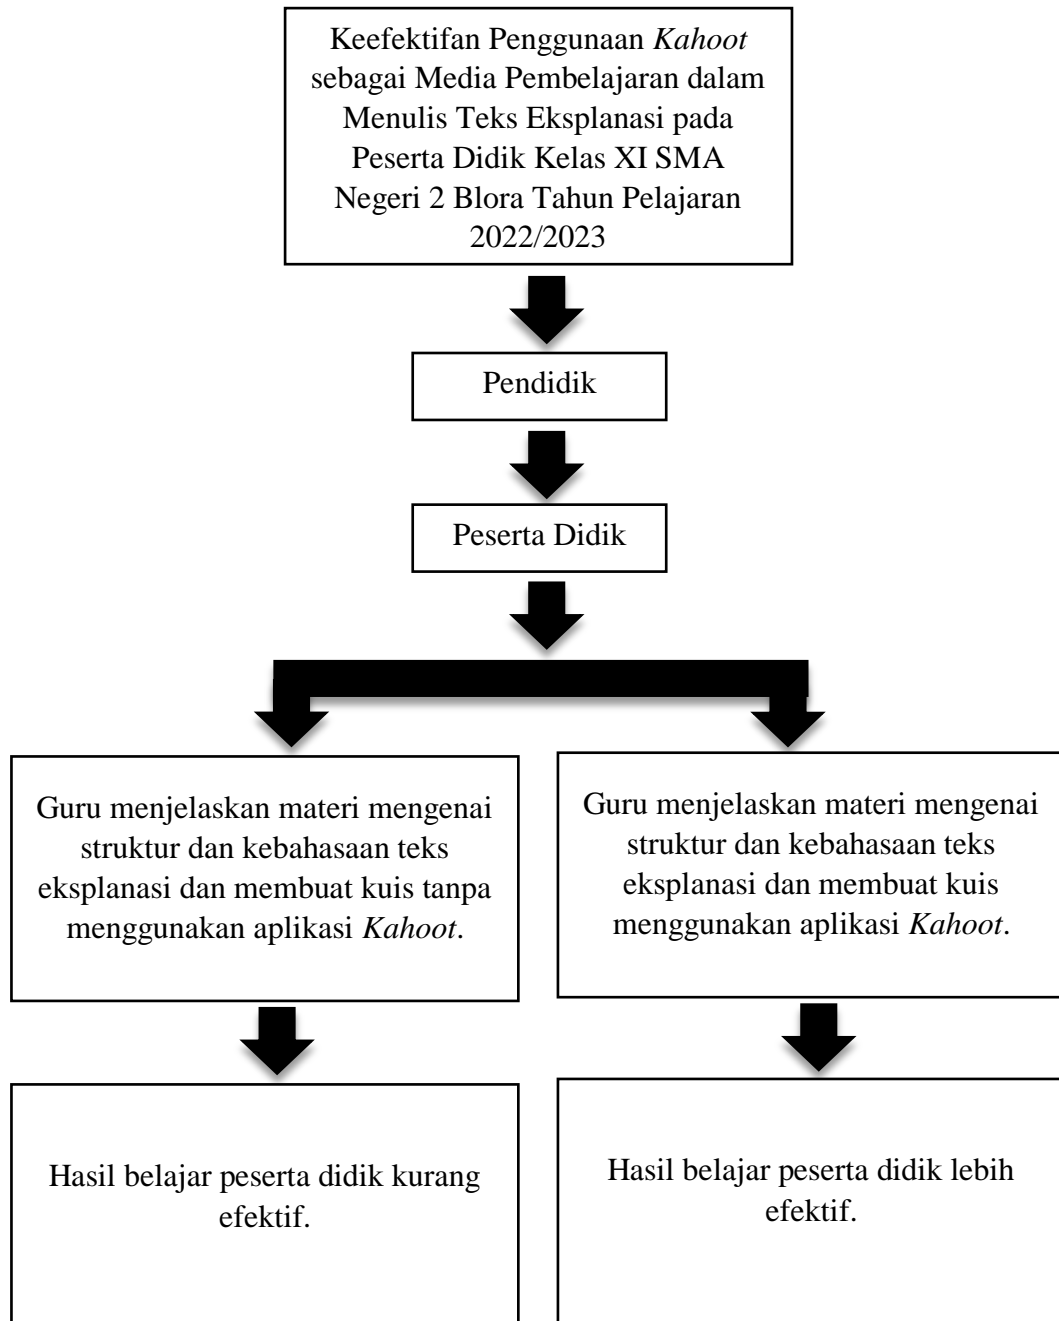 Keefektifan Penggunaan Kahoot
sebagai Media Pembelajaran dalam
Menulis Teks Eksplanasi pada
Peserta Didik Kelas XI SMA
Negeri 2 Blora Tahun Pelajaran
2022/2023
Pendidik
Peserta Didik
Guru menjelaskan materi mengenai
struktur dan kebahasaan teks
eksplanasi dan membuat kuis tanpa
menggunakan aplikasi Kahoot.
Guru menjelaskan materi mengenai
struktur dan kebahasaan teks
eksplanasi dan membuat kuis
menggunakan aplikasi Kahoot.
Hasil belajar peserta didik kurang
efektif.
Hasil belajar peserta didik lebih
efektif.